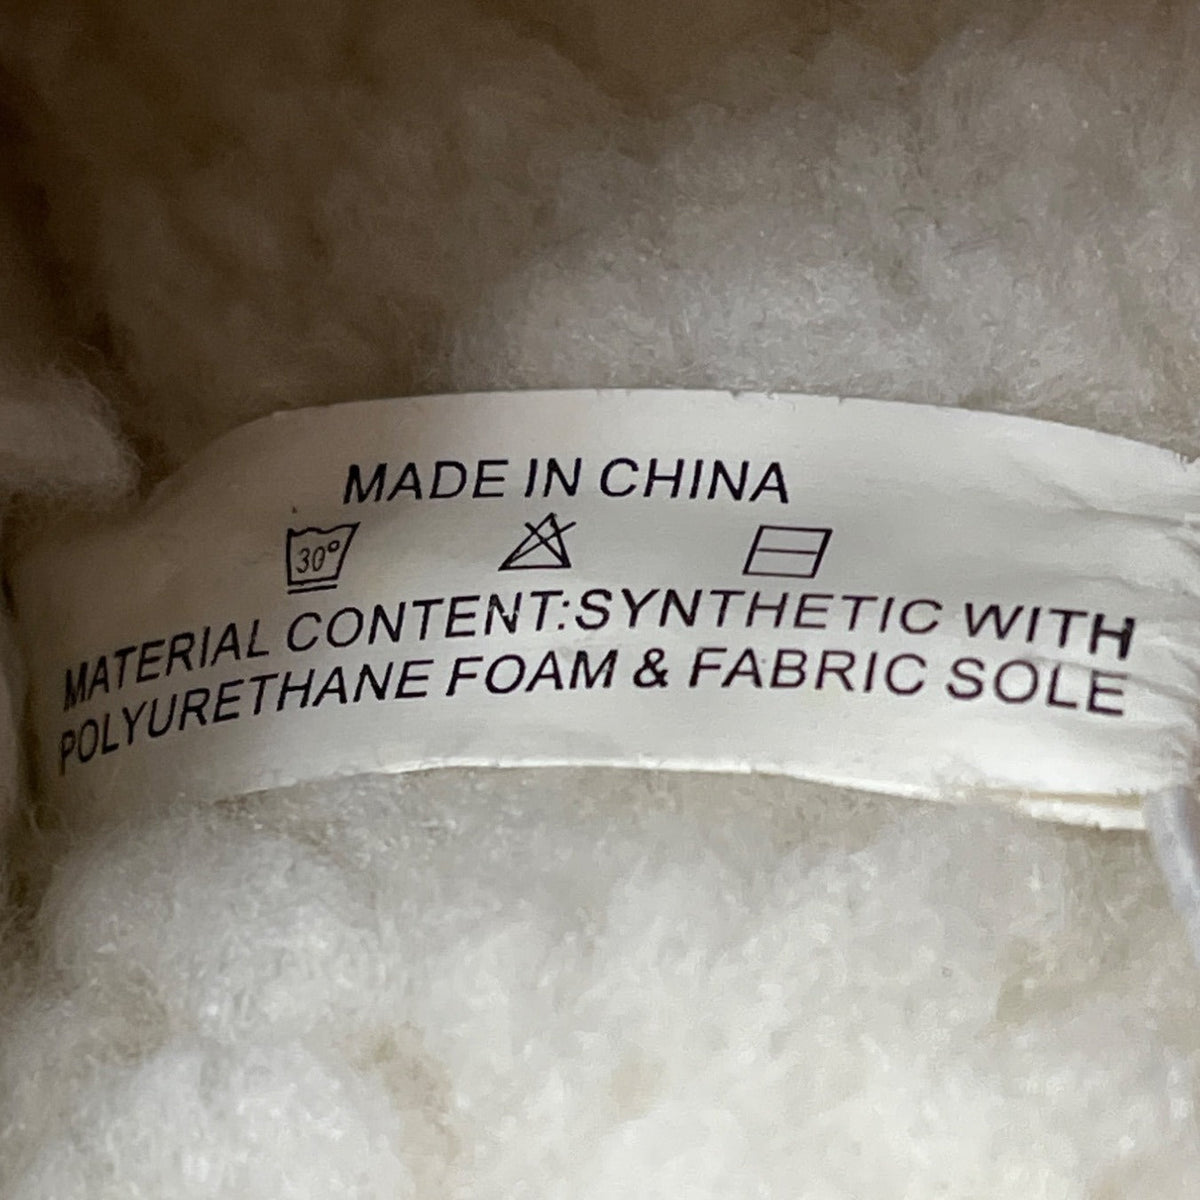 MADE IN CHINA
30°
MATERIAL CONTENT:SYNTHETIC WITH
POLYURETHANE FOAM & FABRIC SOLE